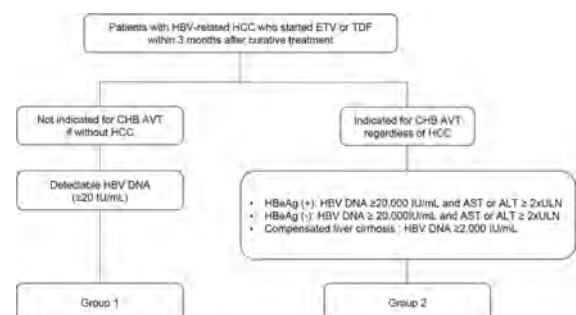 Patients with HBV-related HCC who started ETV or TDF
within 3 months after curative treatment
Not indicated for CHB AVT
if without HCC
Indicated for CHB AVT
regardless of HCC
Detectable HBV DNA
(≥20 IU/mL)
• HBeAg (+): HBV DNA ≥20,000 IU/mL and AST or ALT ≥ 2xULN
• HBeAg (-): HBV DNA ≥ 20,000IU/mL and AST or ALT ≥ 2xULN
• Compensated liver cirrhosis : HBV DNA ≥2,000 IU/mL
Group 1
Group 2